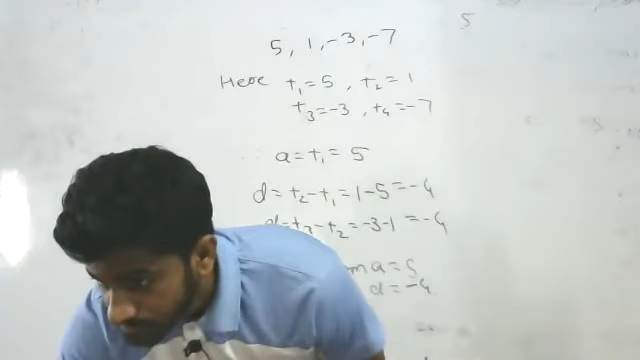 5
5, 1, -3, -7
Here t₁=5, t₂=1
t₃=-3, t₄=-7
a=t₁=5
d=t₂-t₁=1-5=-4
d=t₃-t₂=-3-1=-4
a=5
d=-4